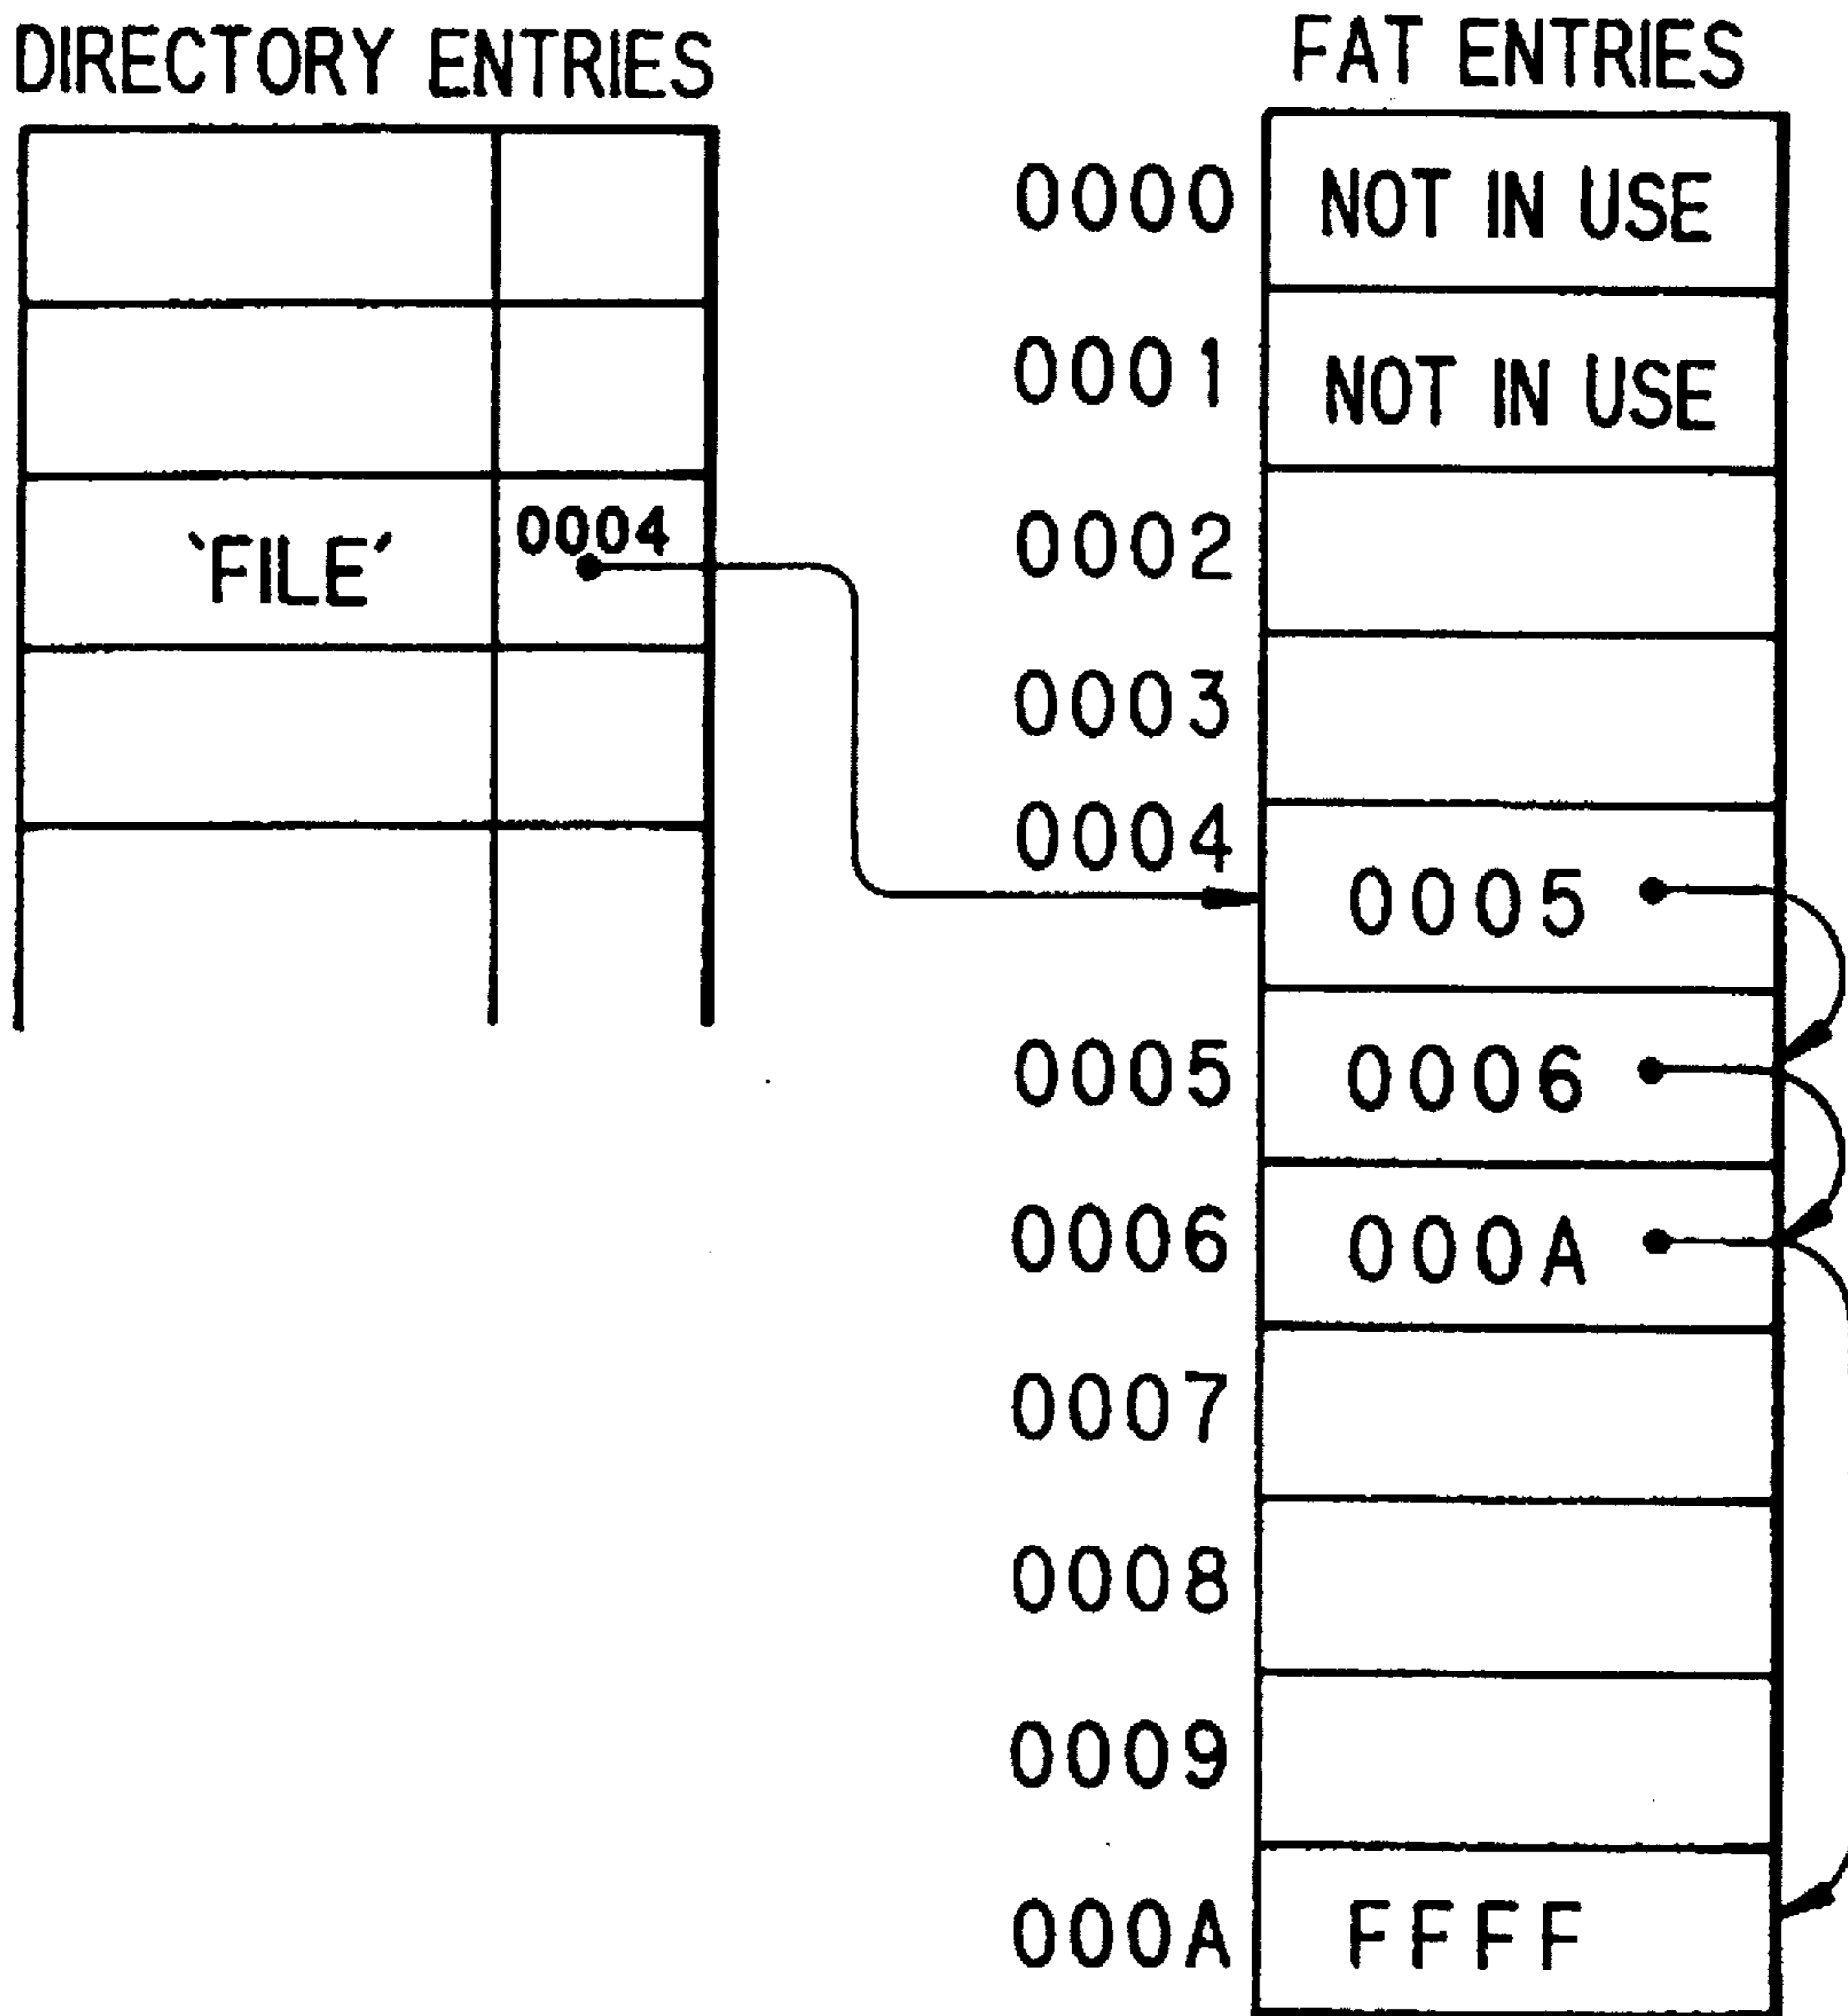 DIRECTORY ENTRIES
`FILE´ 0004
FAT ENTRIES
0000 NOT IN USE
0001 NOT IN USE
0002
0003
0004 0005
0005 0006
0006 000A
0007
0008
0009
000A FFFF